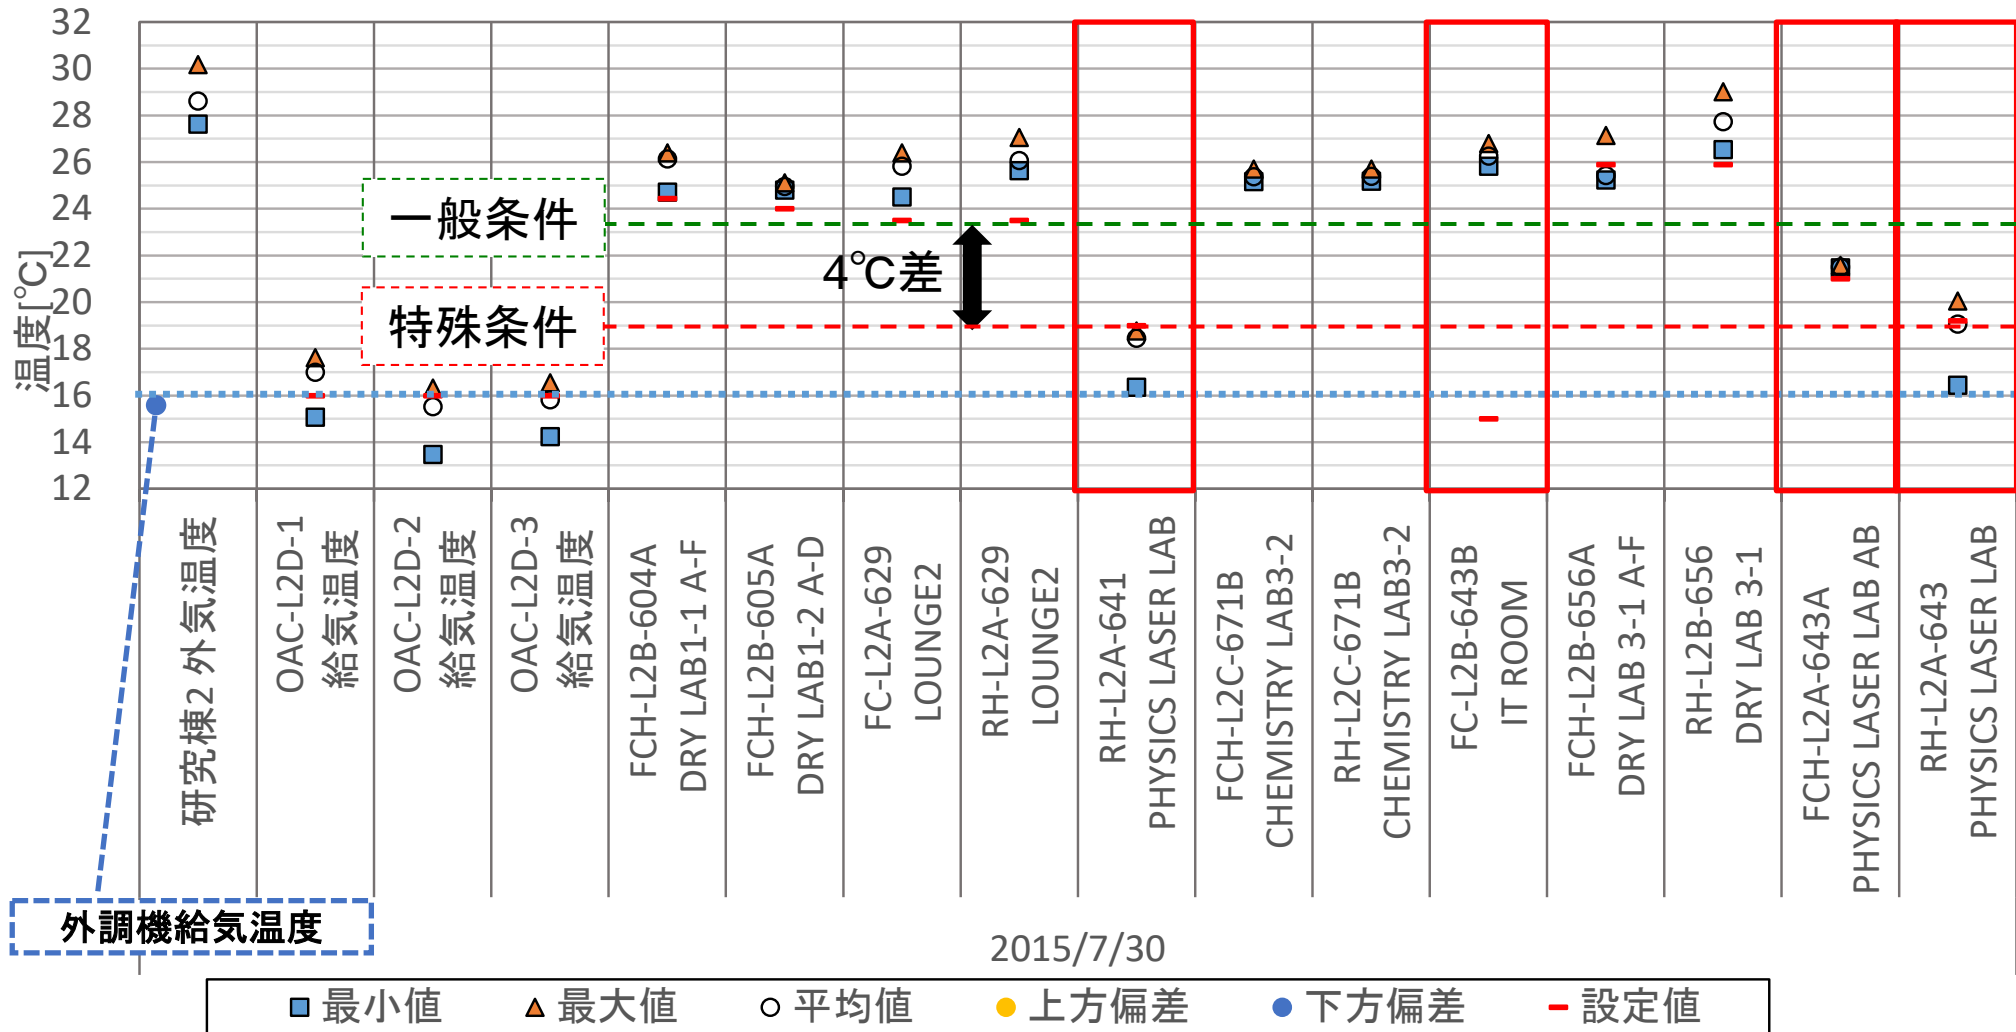 32
30
28
26
24
22
20
18
16
14
12
温度[℃]
一般条件
4℃差
特殊条件
研究棟2 外気温度
OAC-L2D-1
給気温度
OAC-L2D-2
給気温度
OAC-L2D-3
給気温度
FCH-L2B-604A
DRY LAB1-1 A-F
FCH-L2B-605A
DRY LAB1-2 A-D
FC-L2A-629
LOUNGE2
RH-L2A-629
LOUNGE2
RH-L2A-641
PHYSICS LASER LAB
FCH-L2C-671B
CHEMISTRY LAB3-2
RH-L2C-671B
CHEMISTRY LAB3-2
FC-L2B-643B
IT ROOM
FCH-L2B-656A
DRY LAB 3-1 A-F
RH-L2B-656
DRY LAB 3-1
FCH-L2A-643A
PHYSICS LASER LAB AB
RH-L2A-643
PHYSICS LASER LAB
外調機給気温度
2015/7/30
最小値 最大値 平均値 上方偏差 下方偏差 設定値